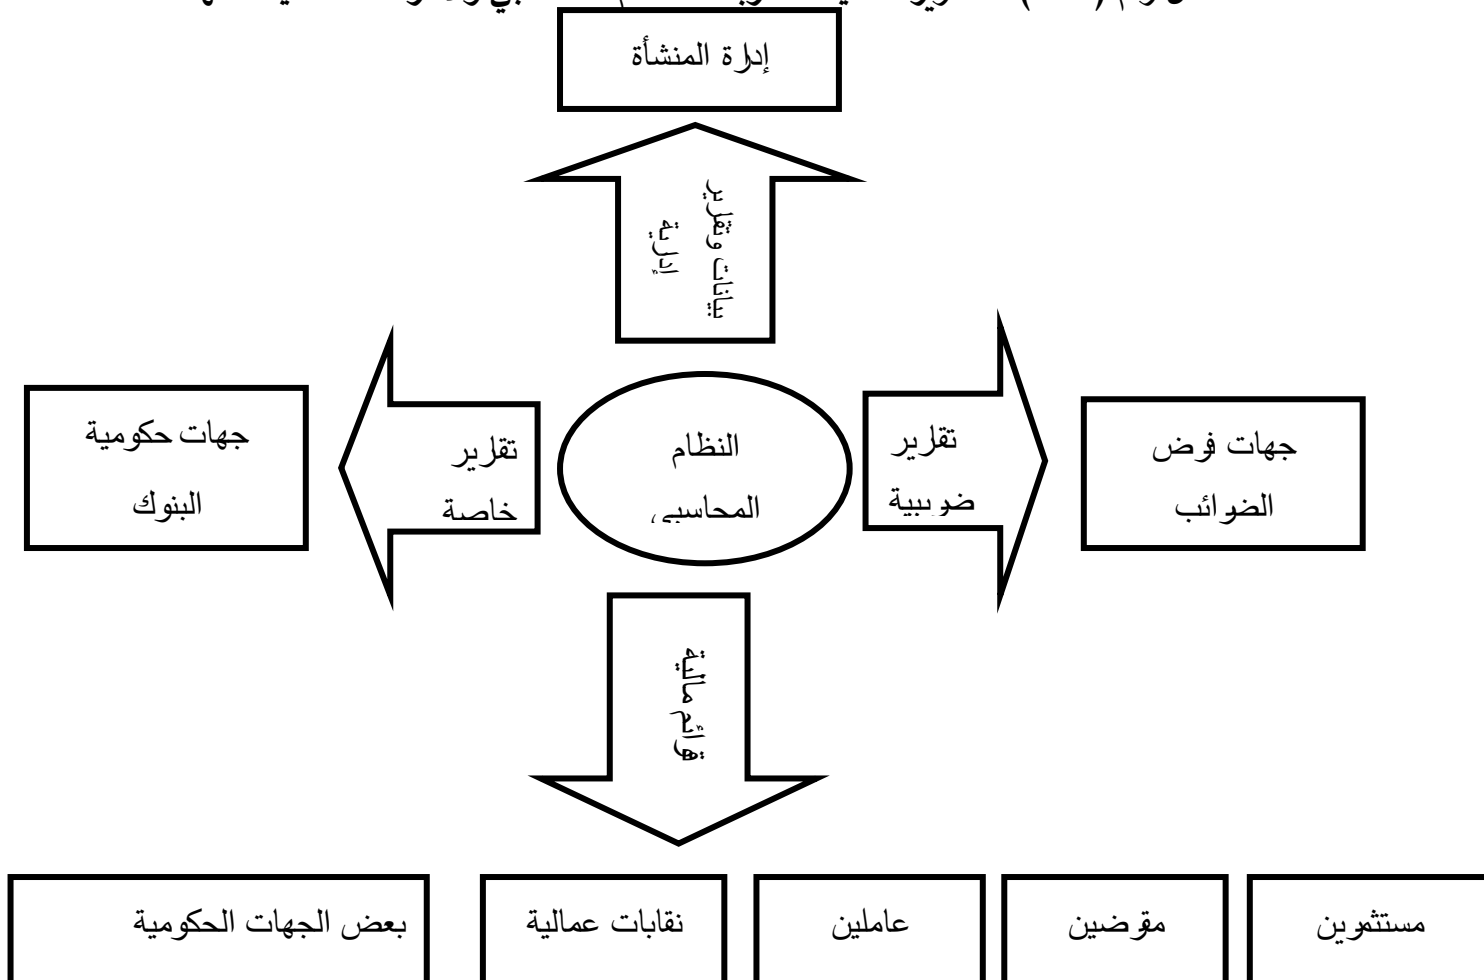 إدارة المنشأة
بيانات وتقارير
إدارية
جهات فرض
الضرائب
تقارير
ضريبية
النظام
المحاسبي
تقارير
خاصة
جهات حكومية
البنوك
قوائم مالية
مستثمرين
مقرضين
عاملين
نقابات عمالية
بعض الجهات الحكومية